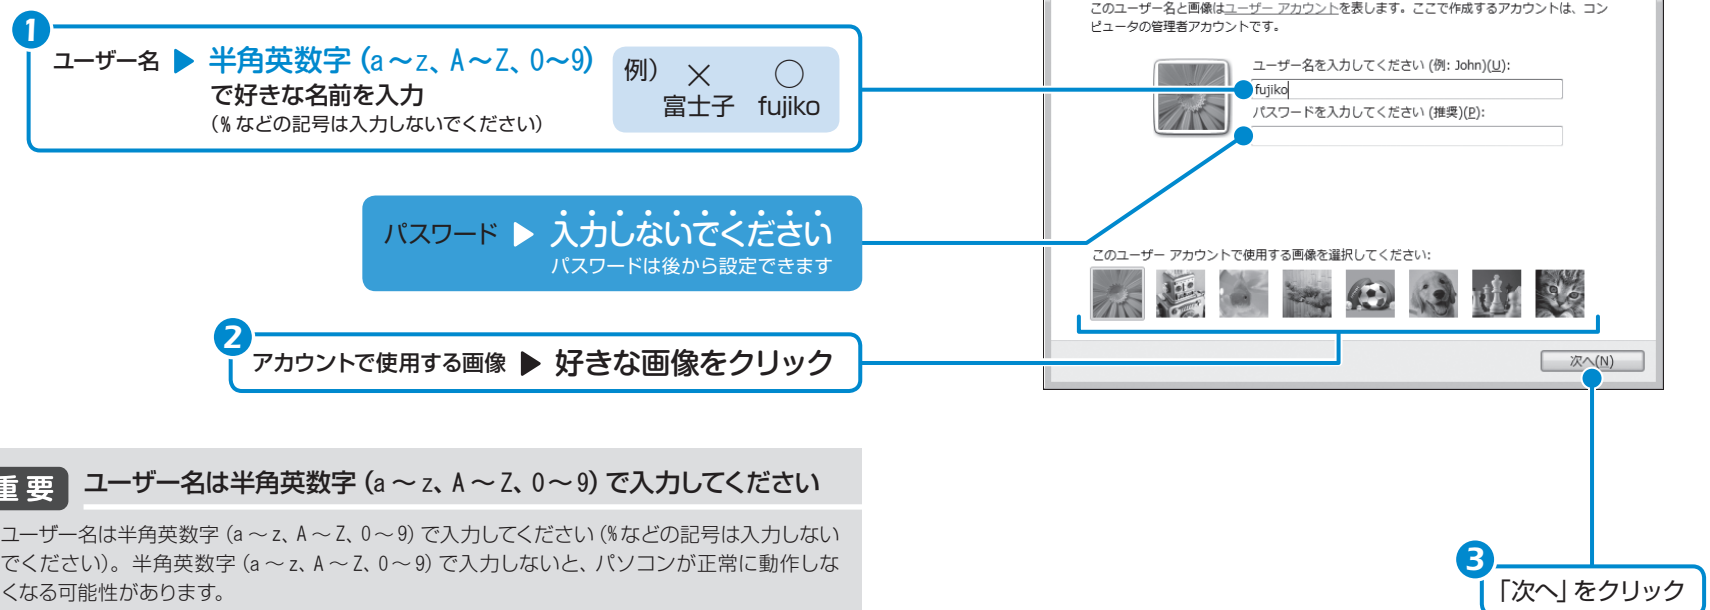 1
ユーザー名 ▶ 半角英数字（a～z、A～Z、0～9）
で好きな名前を入力
（%などの記号は入力しないでください）
例） × ○
富士子 fujiko
パスワード ▶ 入力しないでください
パスワードは後から設定できます
2
アカウントで使用する画像 ▶ 好きな画像をクリック
重要 ユーザー名は半角英数字（a～z、A～Z、0～9）で入力してください
ユーザー名は半角英数字（a～z、A～Z、0～9）で入力してください（%などの記号は入力しない
でください）。半角英数字（a～z、A～Z、0～9）で入力しないと、パソコンが正常に動作しな
くなる可能性があります。
このユーザー名と画像はユーザー アカウントを表します。ここで作成するアカウントは、コン
ピュータの管理者アカウントです。
ユーザー名を入力してください (例: John)(U):
fujiko
パスワードを入力してください (推奨)(P):
このユーザー アカウントで使用する画像を選択してください:
次へ(N)
3
「次へ」をクリック